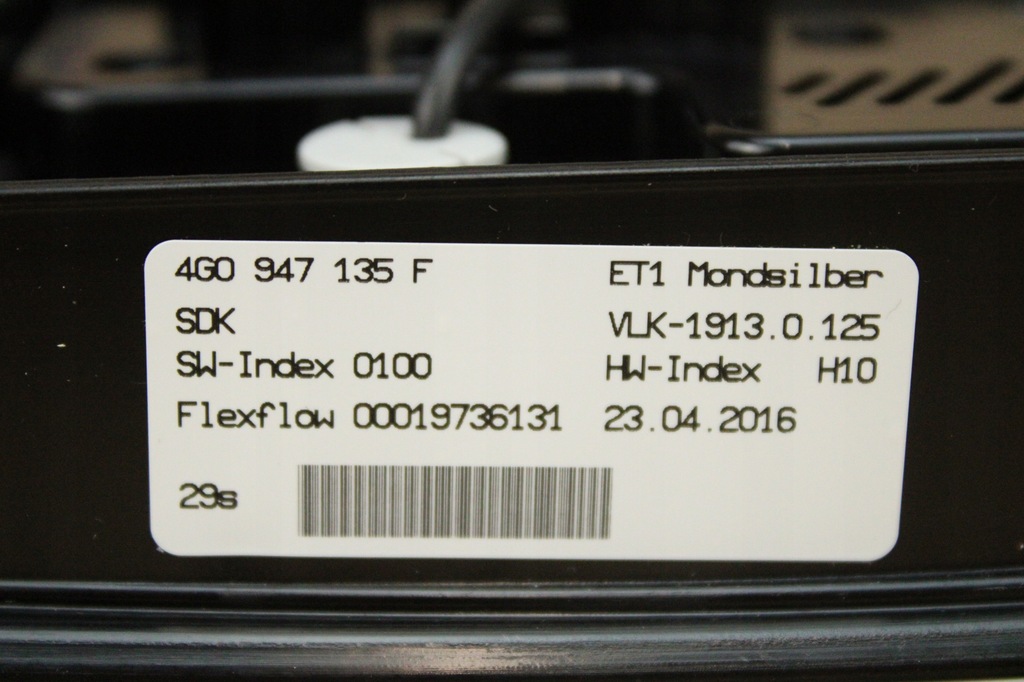 4G0 947 135 F ET1 Mondsilber
SDK VLK-1913.0.125
SW-Index 0100 HW-Index H10
Flexflow 00019736131 23.04.2016
29s